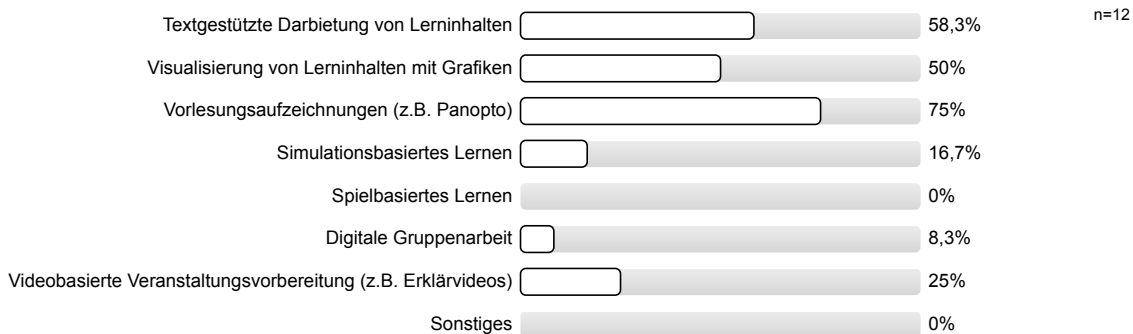 Textgestützte Darbietung von Lerninhalten 58,3% n=12
Visualisierung von Lerninhalten mit Grafiken 50%
Vorlesungsaufzeichnungen (z.B. Panopto) 75%
Simulationsbasiertes Lernen 16,7%
Spielbasiertes Lernen 0%
Digitale Gruppenarbeit 8,3%
Videobasierte Veranstaltungsvorbereitung (z.B. Erklärvideos) 25%
Sonstiges 0%